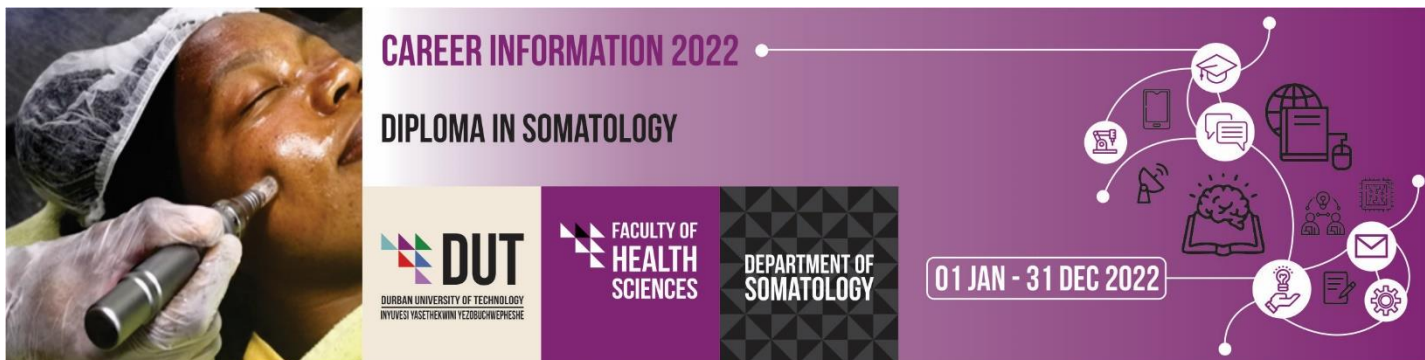 CAREER INFORMATION 2022
DIPLOMA IN SOMATOLOGY
DUT
DURBAN UNIVERSITY OF TECHNOLOGY
INYUVESI YASETHEKWINI YEZOBUCHWEPHESHE
FACULTY OF
HEALTH
SCIENCES
DEPARTMENT OF
SOMATOLOGY
01 JAN - 31 DEC 2022